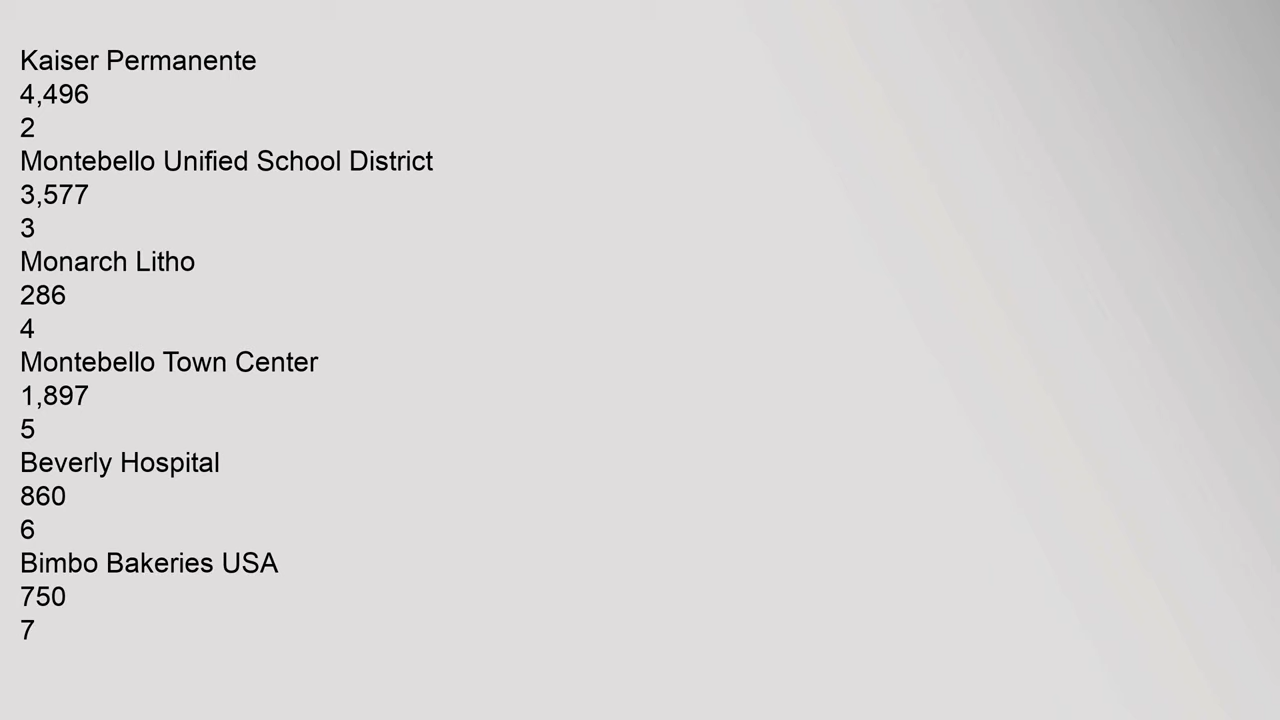 Kaiser Permanente
4,496
2
Montebello Unified School District
3,577
3
Monarch Litho
286
4
Montebello Town Center
1,897
5
Beverly Hospital
860
6
Bimbo Bakeries USA
750
7